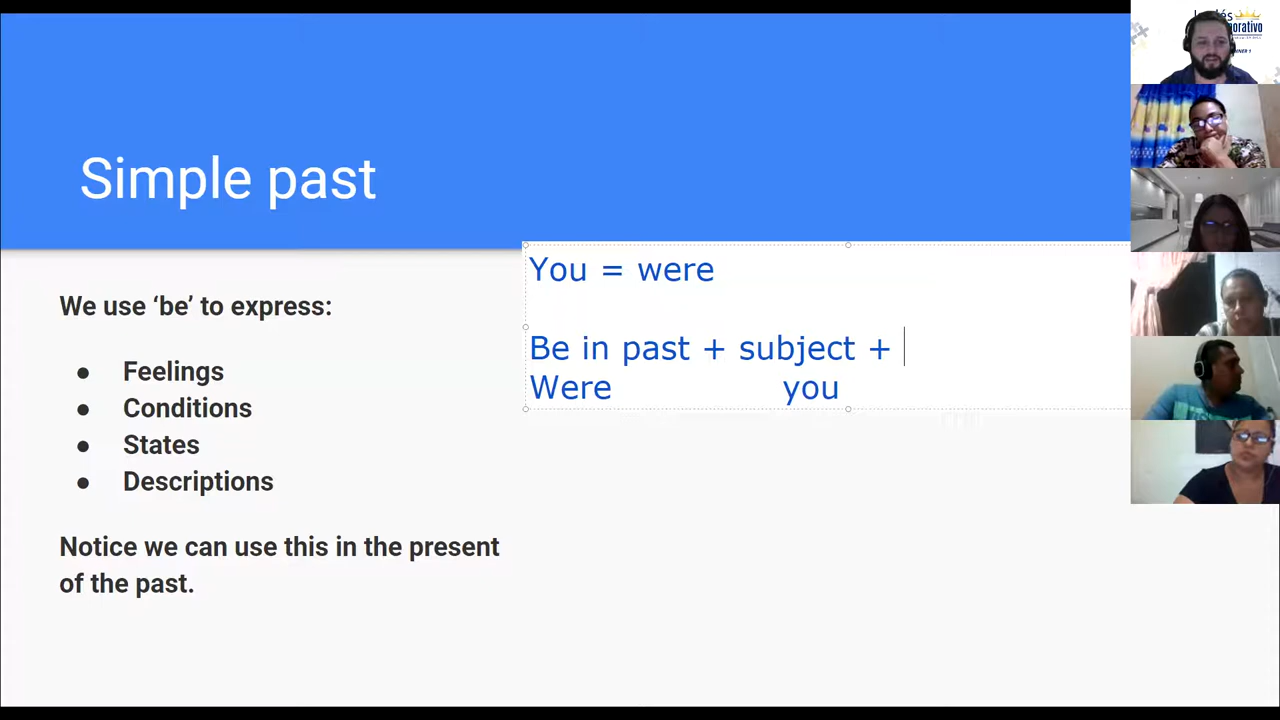 Simple past
You = were
Be in past + subject +
Were you
We use ‘be’ to express:
● Feelings
● Conditions
● States
● Descriptions
Notice we can use this in the present
of the past.